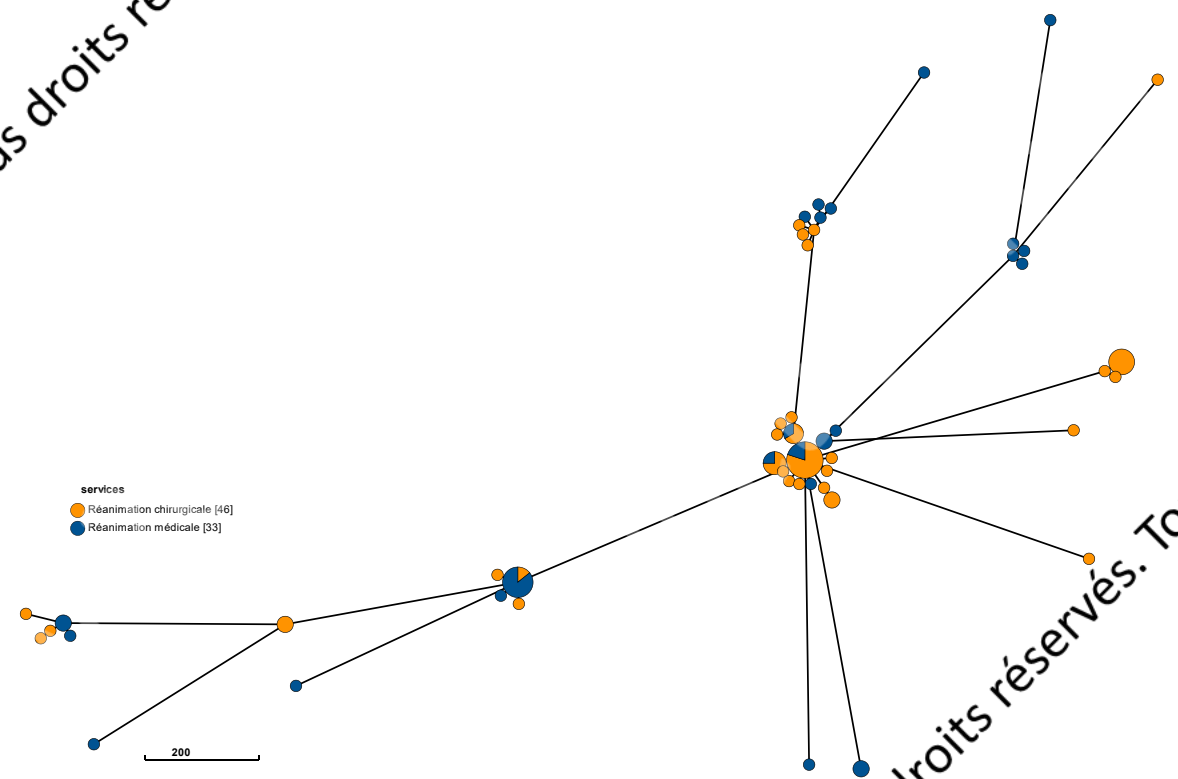 us droits ré
services
Réanimation chirurgicale [46]
Réanimation médicale [33]
200
droits réservés. To